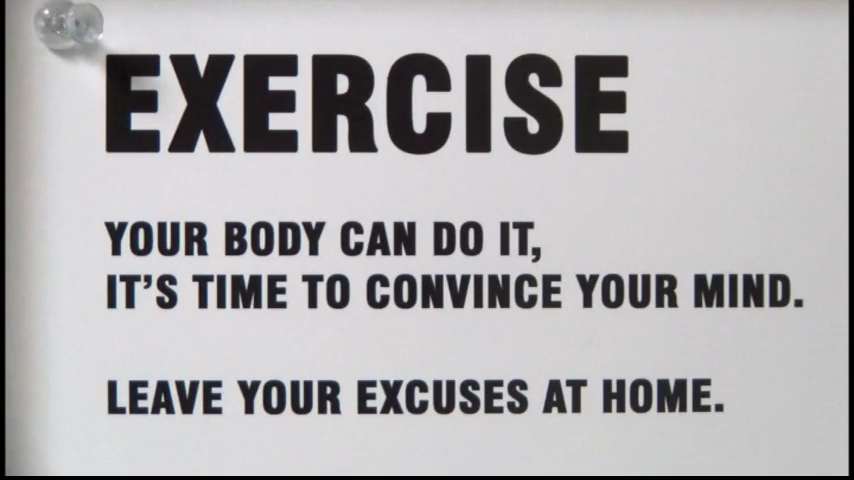 EXERCISE
YOUR BODY CAN DO IT,
IT'S TIME TO CONVINCE YOUR MIND.
LEAVE YOUR EXCUSES AT HOME.